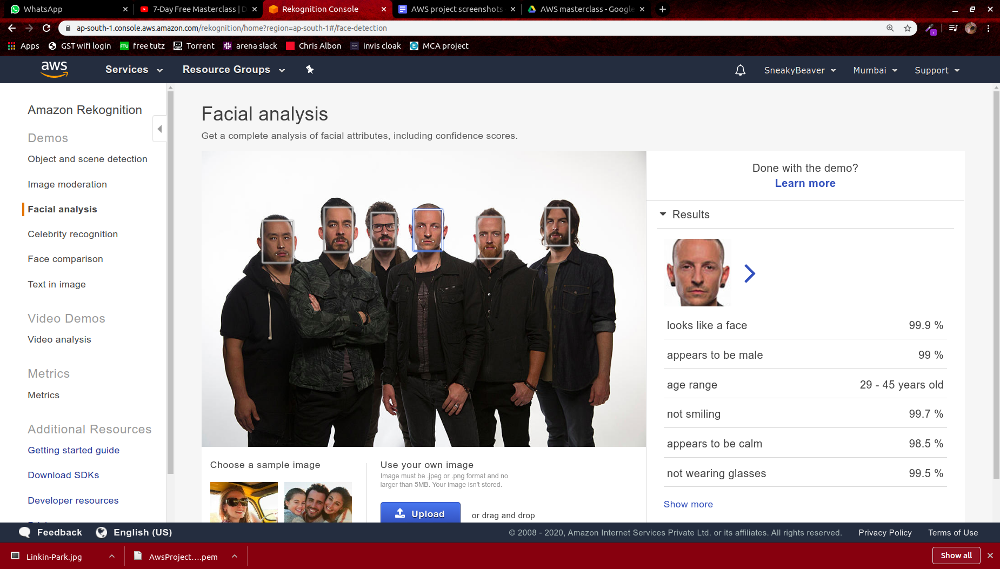 WhatsApp
7-Day Free Masterclass | D
Rekognition Console
AWS project screenshots
AWS masterclass - Google
ap-south-1.console.aws.amazon.com/rekognition/home?region=ap-south-1#/face-detection
Apps
GST wifi login
FTU
free tutz
Torrent
arena slack
Chris Albon
invis cloak
MCA project
aws
Services
Resource Groups
SneakyBeaver
Mumbai
Support
Amazon Rekognition
Demos
Object and scene detection
Image moderation
Facial analysis
Celebrity recognition
Face comparison
Text in image
Video Demos
Video analysis
Metrics
Metrics
Additional Resources
Getting started guide
Download SDKs
Developer resources
Facial analysis
Get a complete analysis of facial attributes, including confidence scores.
Choose a sample image
Use your own image
Image must be .jpeg or .png format and no
larger than 5MB. Your image isn't stored.
Upload
or drag and drop
Done with the demo?
Learn more
Results
looks like a face 99.9 %
appears to be male 99 %
age range 29 - 45 years old
not smiling 99.7 %
appears to be calm 98.5 %
not wearing glasses 99.5 %
Show more
Feedback
English (US)
© 2008 - 2020, Amazon Internet Services Private Ltd. or its affiliates. All rights reserved.
Privacy Policy
Terms of Use
Linkin-Park.jpg
AwsProject....pem
Show all